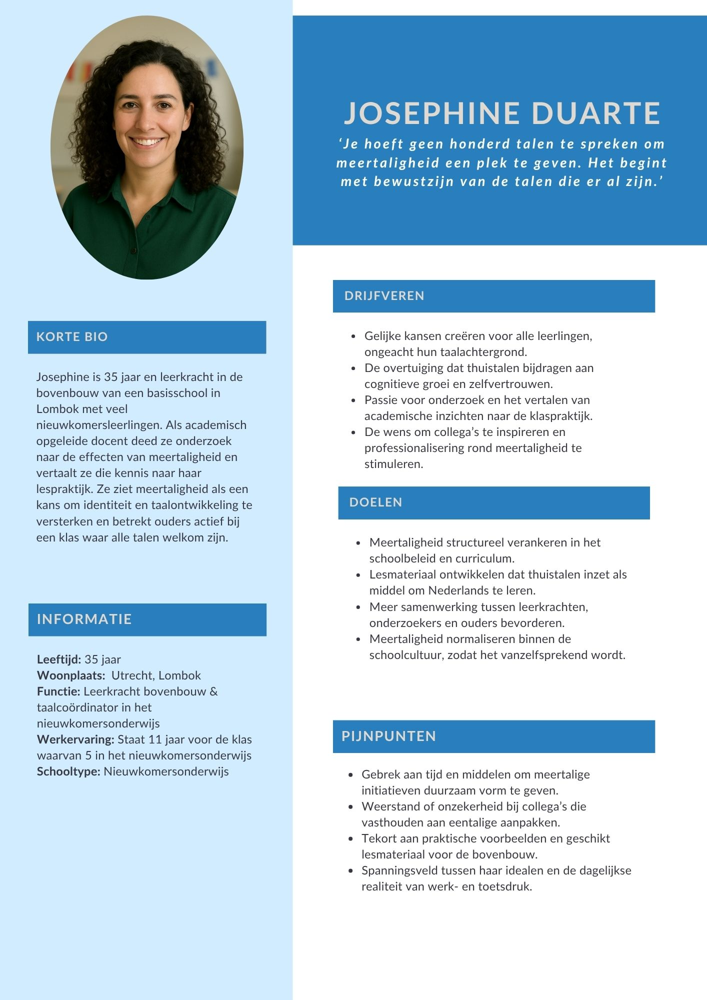 JOSEPHINE DUARTE
‘Je hoeft geen honderd talen te spreken om
meertaligheid een plek te geven. Het begint
met bewustzijn van de talen die er al zijn.’
KORTE BIO
Josephine is 35 jaar en leerkracht in de
bovenbouw van een basisschool in
Lombok met veel
nieuwkomersleerlingen. Als academisch
opgeleide docent deed ze onderzoek
naar de effecten van meertaligheid en
vertaalt ze die kennis naar haar
lespraktijk. Ze ziet meertaligheid als een
kans om identiteit en taalontwikkeling te
versterken en betrekt ouders actief bij
een klas waar alle talen welkom zijn.
INFORMATIE
Leeftijd: 35 jaar
Woonplaats:  Utrecht, Lombok
Functie: Leerkracht bovenbouw &
taalcoördinator in het
nieuwkomersonderwijs
Werkervaring: Staat 11 jaar voor de klas
waarvan 5 in het nieuwkomersonderwijs
Schooltype: Nieuwkomersonderwijs
DRIJFVEREN
• Gelijke kansen creëren voor alle leerlingen,
ongeacht hun taalachtergrond.
• De overtuiging dat thuistalen bijdragen aan
cognitieve groei en zelfvertrouwen.
• Passie voor onderzoek en het vertalen van
academische inzichten naar de klaspraktijk.
• De wens om collega’s te inspireren en
professionalisering rond meertaligheid te
stimuleren.
DOELEN
• Meertaligheid structureel verankeren in het
schoolbeleid en curriculum.
• Lesmateriaal ontwikkelen dat thuistalen inzet als
middel om Nederlands te leren.
• Meer samenwerking tussen leerkrachten,
onderzoekers en ouders bevorderen.
• Meertaligheid normaliseren binnen de
schoolcultuur, zodat het vanzelfsprekend wordt.
PIJNPUNTEN
• Gebrek aan tijd en middelen om meertalige
initiatieven duurzaam vorm te geven.
• Weerstand of onzekerheid bij collega’s die
vasthouden aan eentalige aanpakken.
• Tekort aan praktische voorbeelden en geschikt
lesmateriaal voor de bovenbouw.
• Spanningsveld tussen haar idealen en de dagelijkse
realiteit van werk- en toetsdruk.